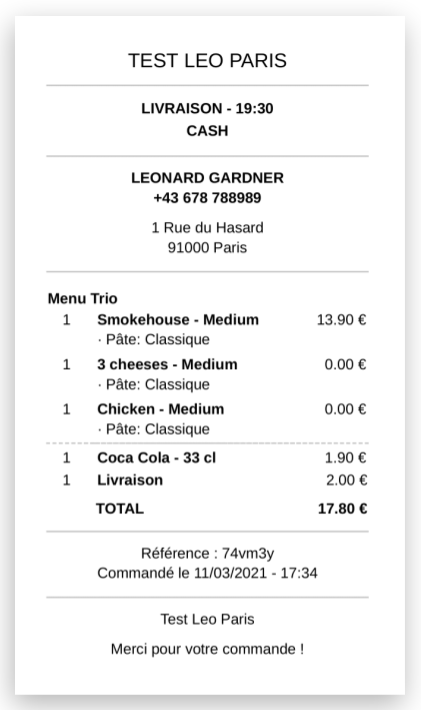 TEST LEO PARIS
LIVRAISON - 19:30
CASH
LEONARD GARDNER
+43 678 788989
1 Rue du Hasard
91000 Paris
Menu Trio
1 Smokehouse - Medium 13.90 €
· Pâte: Classique
1 3 cheeses - Medium 0.00 €
· Pâte: Classique
1 Chicken - Medium 0.00 €
· Pâte: Classique
1 Coca Cola - 33 cl 1.90 €
1 Livraison 2.00 €
TOTAL 17.80 €
Référence : 74vm3y
Commandé le 11/03/2021 - 17:34
Test Leo Paris
Merci pour votre commande !